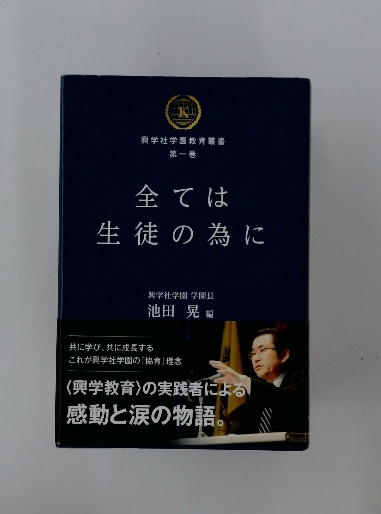 K
興学社学園教育叢書
第一巻
全ては
生徒の為に
興学社学園 学園長
池田 晃 編
共に学び、共に成長する
これが興学社学園の「協育」理念
〈興学教育〉の実践者による
感動と涙の物語。